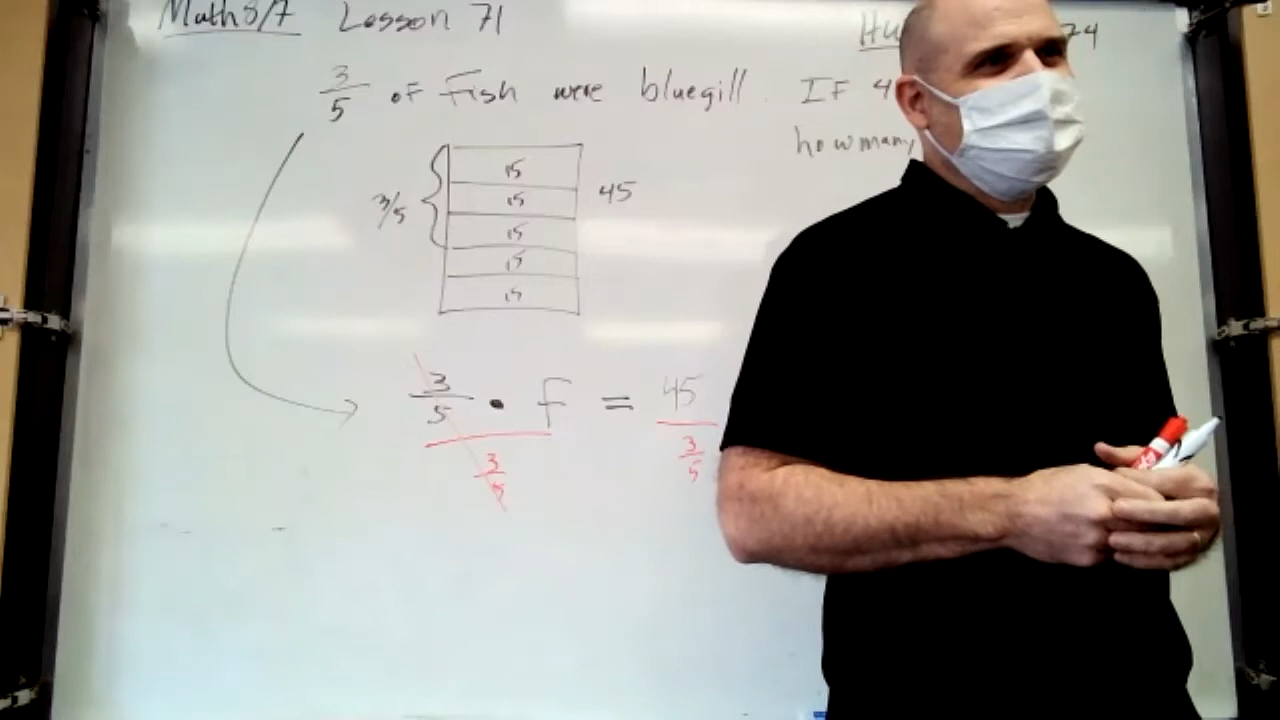 Math 8/7 Lesson 71
3/5 of Fish were bluegill. If 4
how many
15
15
3/5 45
15
15
15
3/5 • f = 45
3/5 3/5